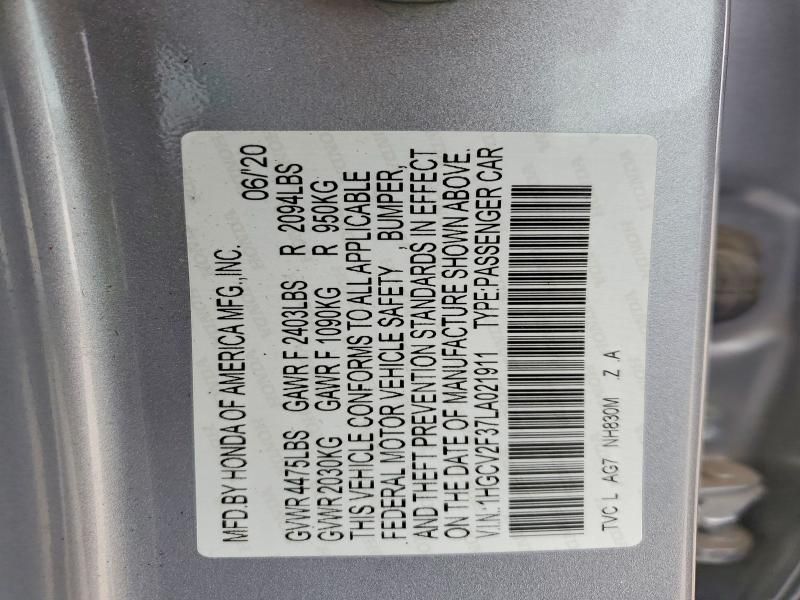 MFD.BY HONDA OF AMERICA MFG.,INC. 06/'20
GVWR 4475LBS GAWR F 2403LBS R 2094LBS
GVWR 2030KG GAWR F 1090KG R 950KG
THIS VEHICLE CONFORMS TO ALL APPLICABLE
FEDERAL MOTOR VEHICLE SAFETY , BUMPER,
AND THEFT PREVENTION STANDARDS IN EFFECT
ON THE DATE OF MANUFACTURE SHOWN ABOVE.
V.I.N.:1HGCV2F37LA021911 TYPE:PASSENGER CAR
TVC L AG7 NH830M .Z .A